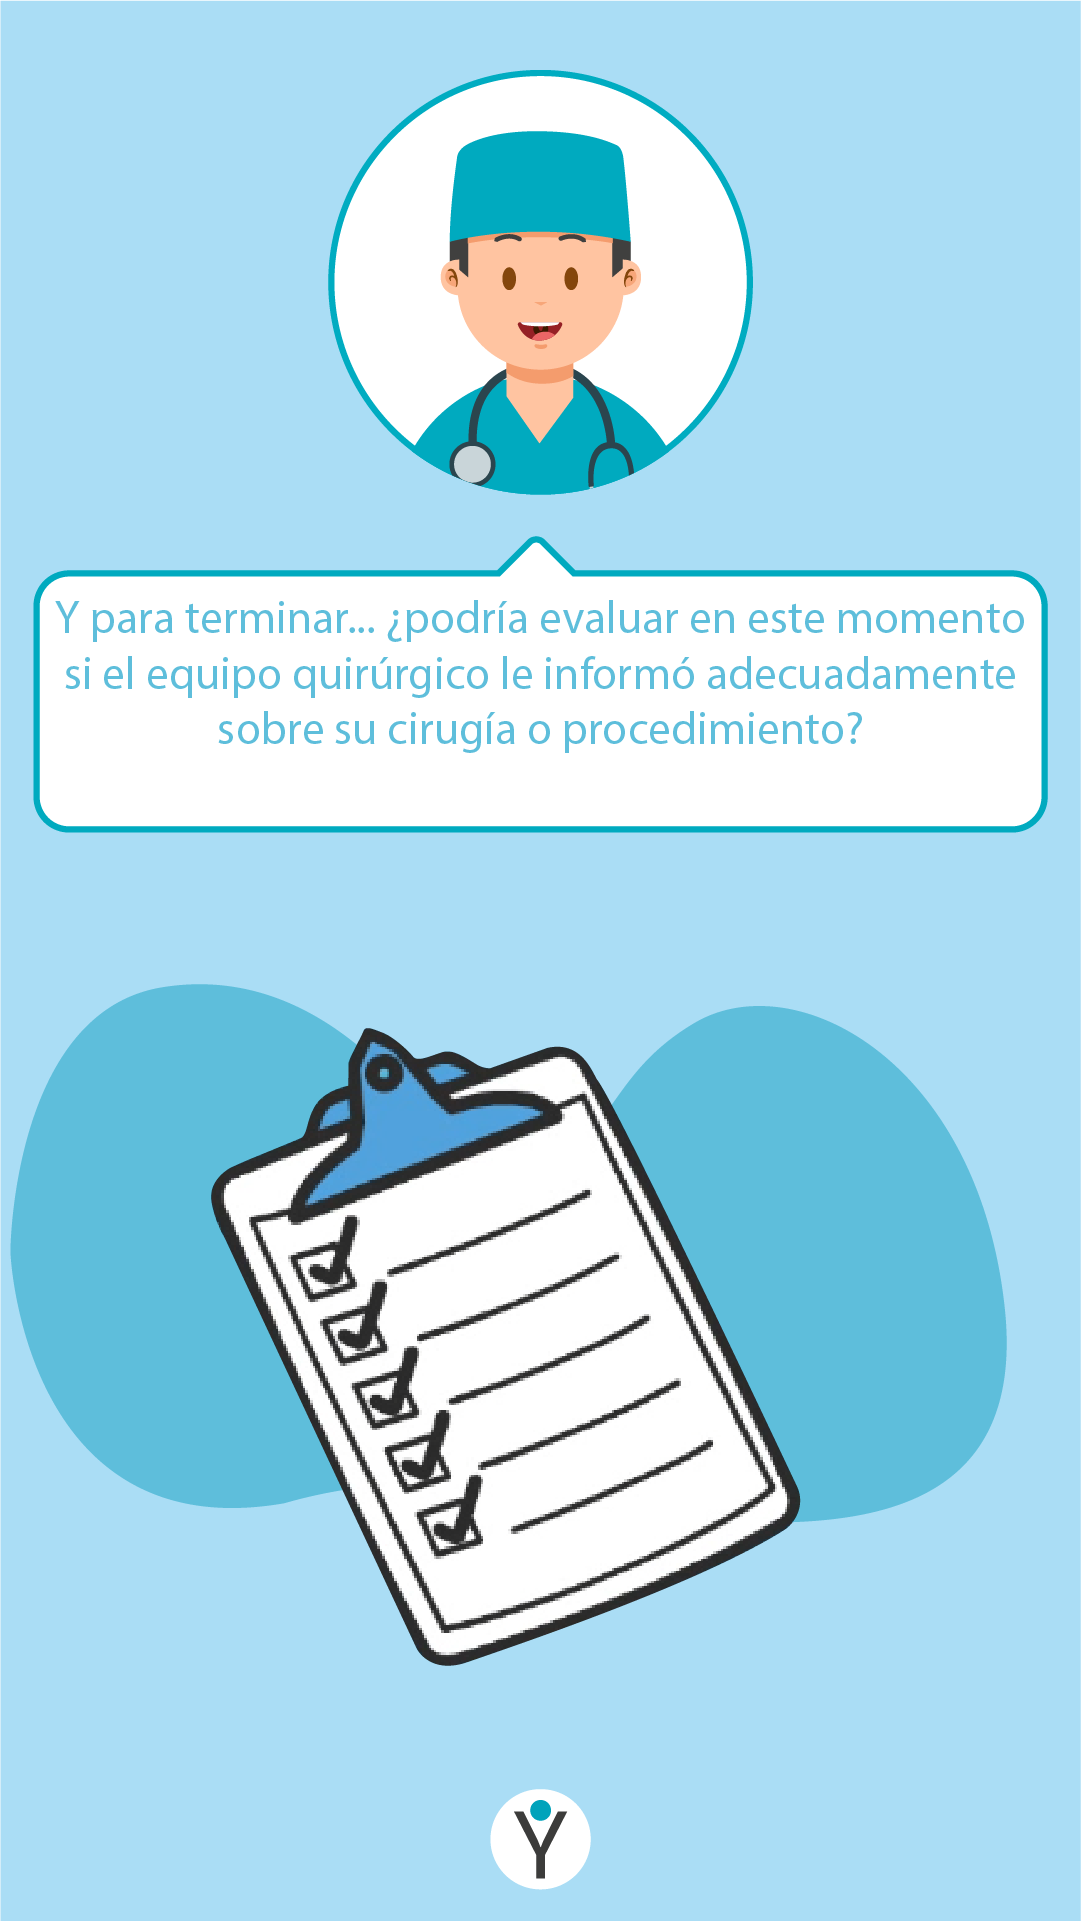 Y para terminar... ¿podría evaluar en este momento
si el equipo quirúrgico le informó adecuadamente
sobre su cirugía o procedimiento?
Y